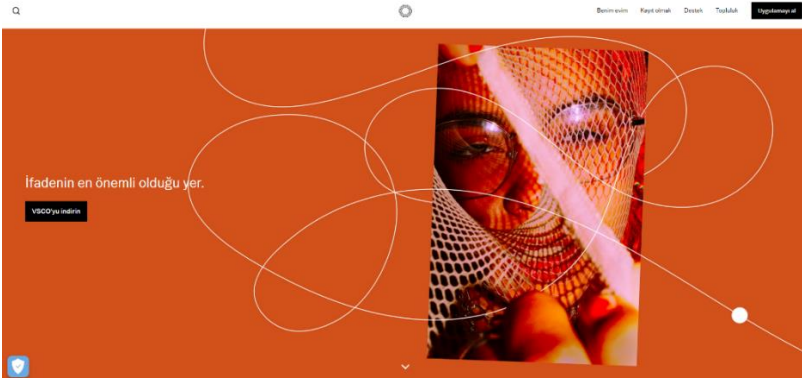 Benim evim
Kayıt olmak
Destek
Topluluk
Uygulamayı al
İfadenin en önemli olduğu yer.
VSCO'yu indirin